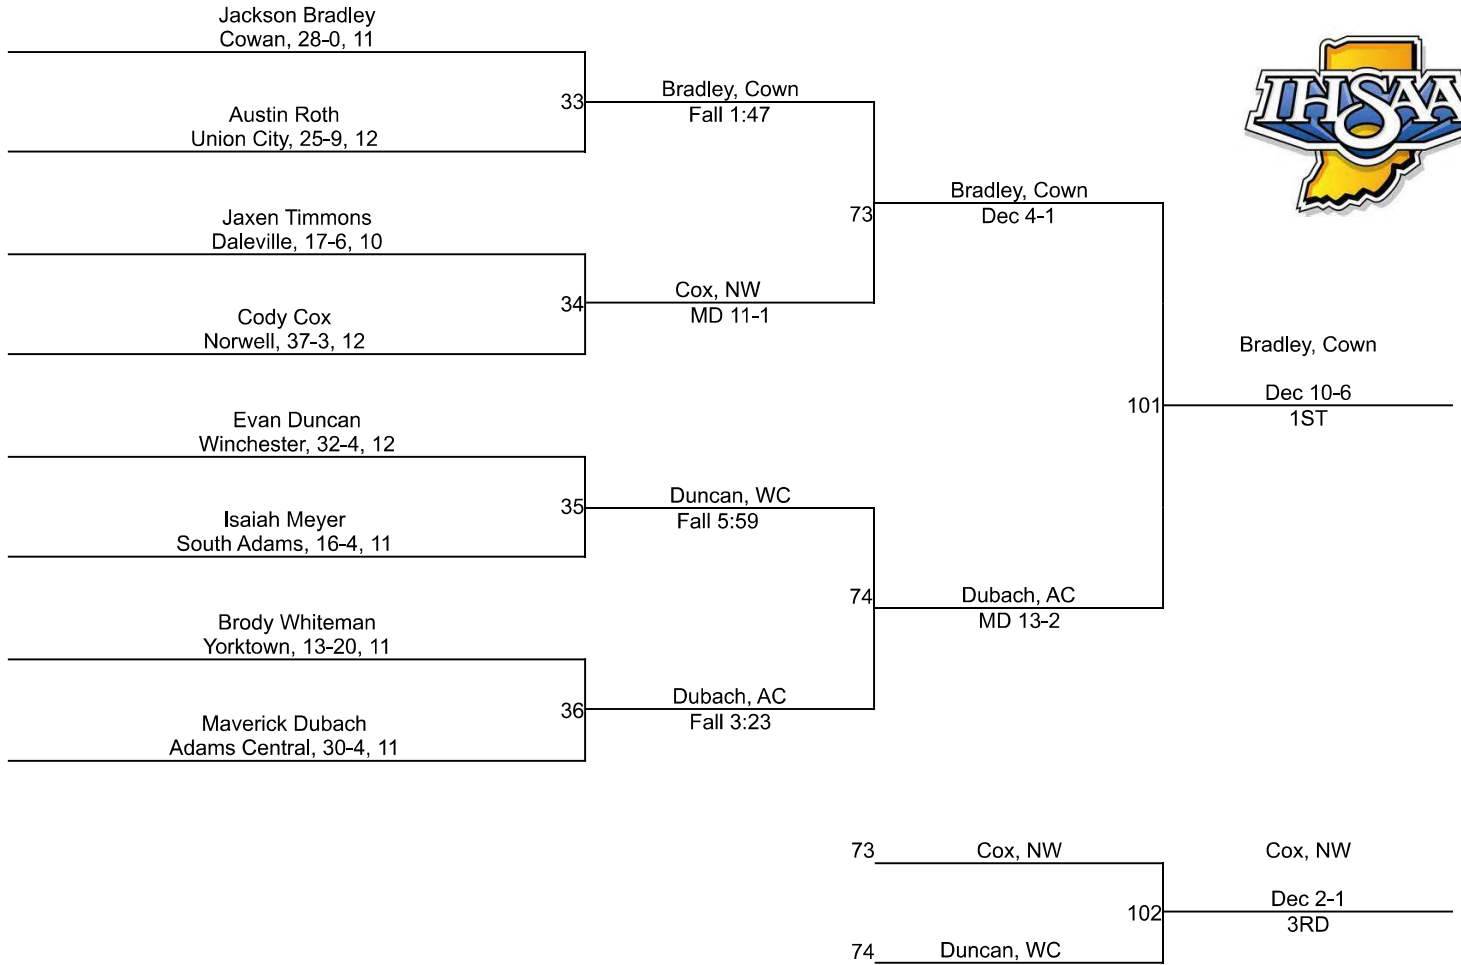 Jackson Bradley
Cowan, 28-0, 11
Austin Roth
Union City, 25-9, 12
33
Bradley, Cown
Fall 1:47
Jaxen Timmons
Daleville, 17-6, 10
Cody Cox
Norwell, 37-3, 12
34
Cox, NW
MD 11-1
73
Bradley, Cown
Dec 4-1
Evan Duncan
Winchester, 32-4, 12
Isaiah Meyer
South Adams, 16-4, 11
35
Duncan, WC
Fall 5:59
Brody Whiteman
Yorktown, 13-20, 11
Maverick Dubach
Adams Central, 30-4, 11
36
Dubach, AC
Fall 3:23
74
Dubach, AC
MD 13-2
101
Bradley, Cown
Dec 10-6
1ST
IHSAA
73
Cox, NW
74
Duncan, WC
102
Cox, NW
Dec 2-1
3RD